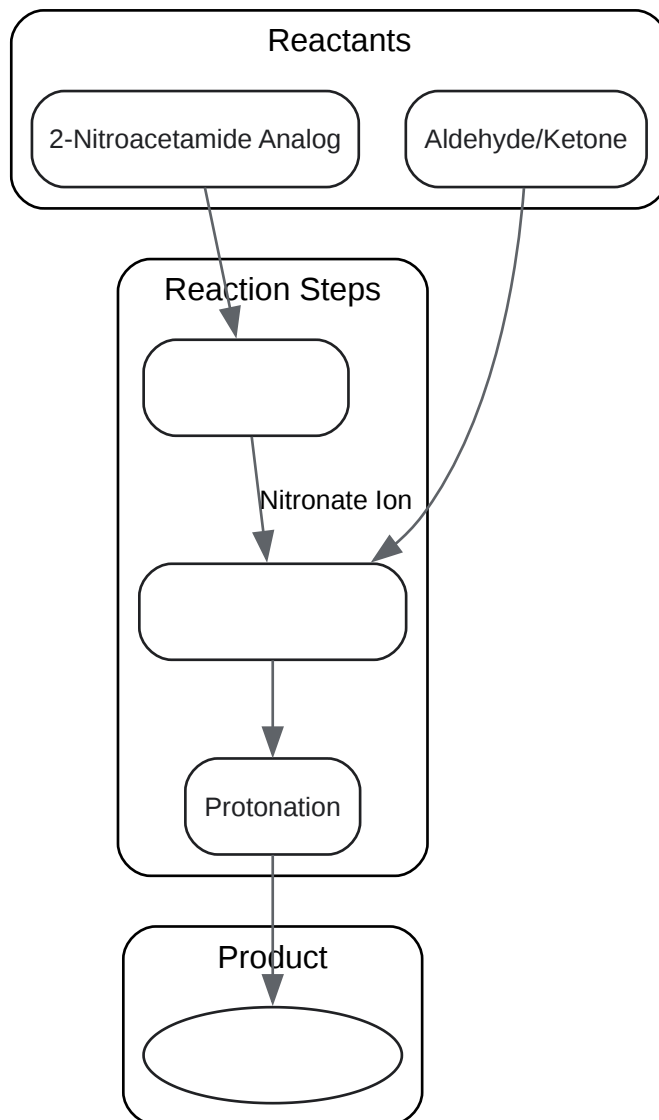 Reactants
2-Nitroacetamide Analog
Aldehyde/Ketone
Reaction Steps
Nitronate Ion
Protonation
Product